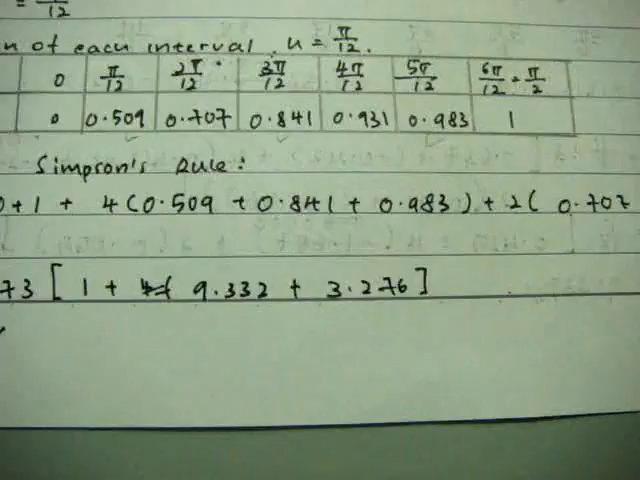 π/12
n of each interval. h = π/12.
0 π/12 2π/12 3π/12 4π/12 5π/12 6π/12 = π/2
0 0.509 0.707 0.841 0.931 0.983 1
Simpson's Rule:
0+1 + 4(0.509 + 0.841 + 0.983) + 2( 0.707
73 [ 1 + 9.332 + 3.276]